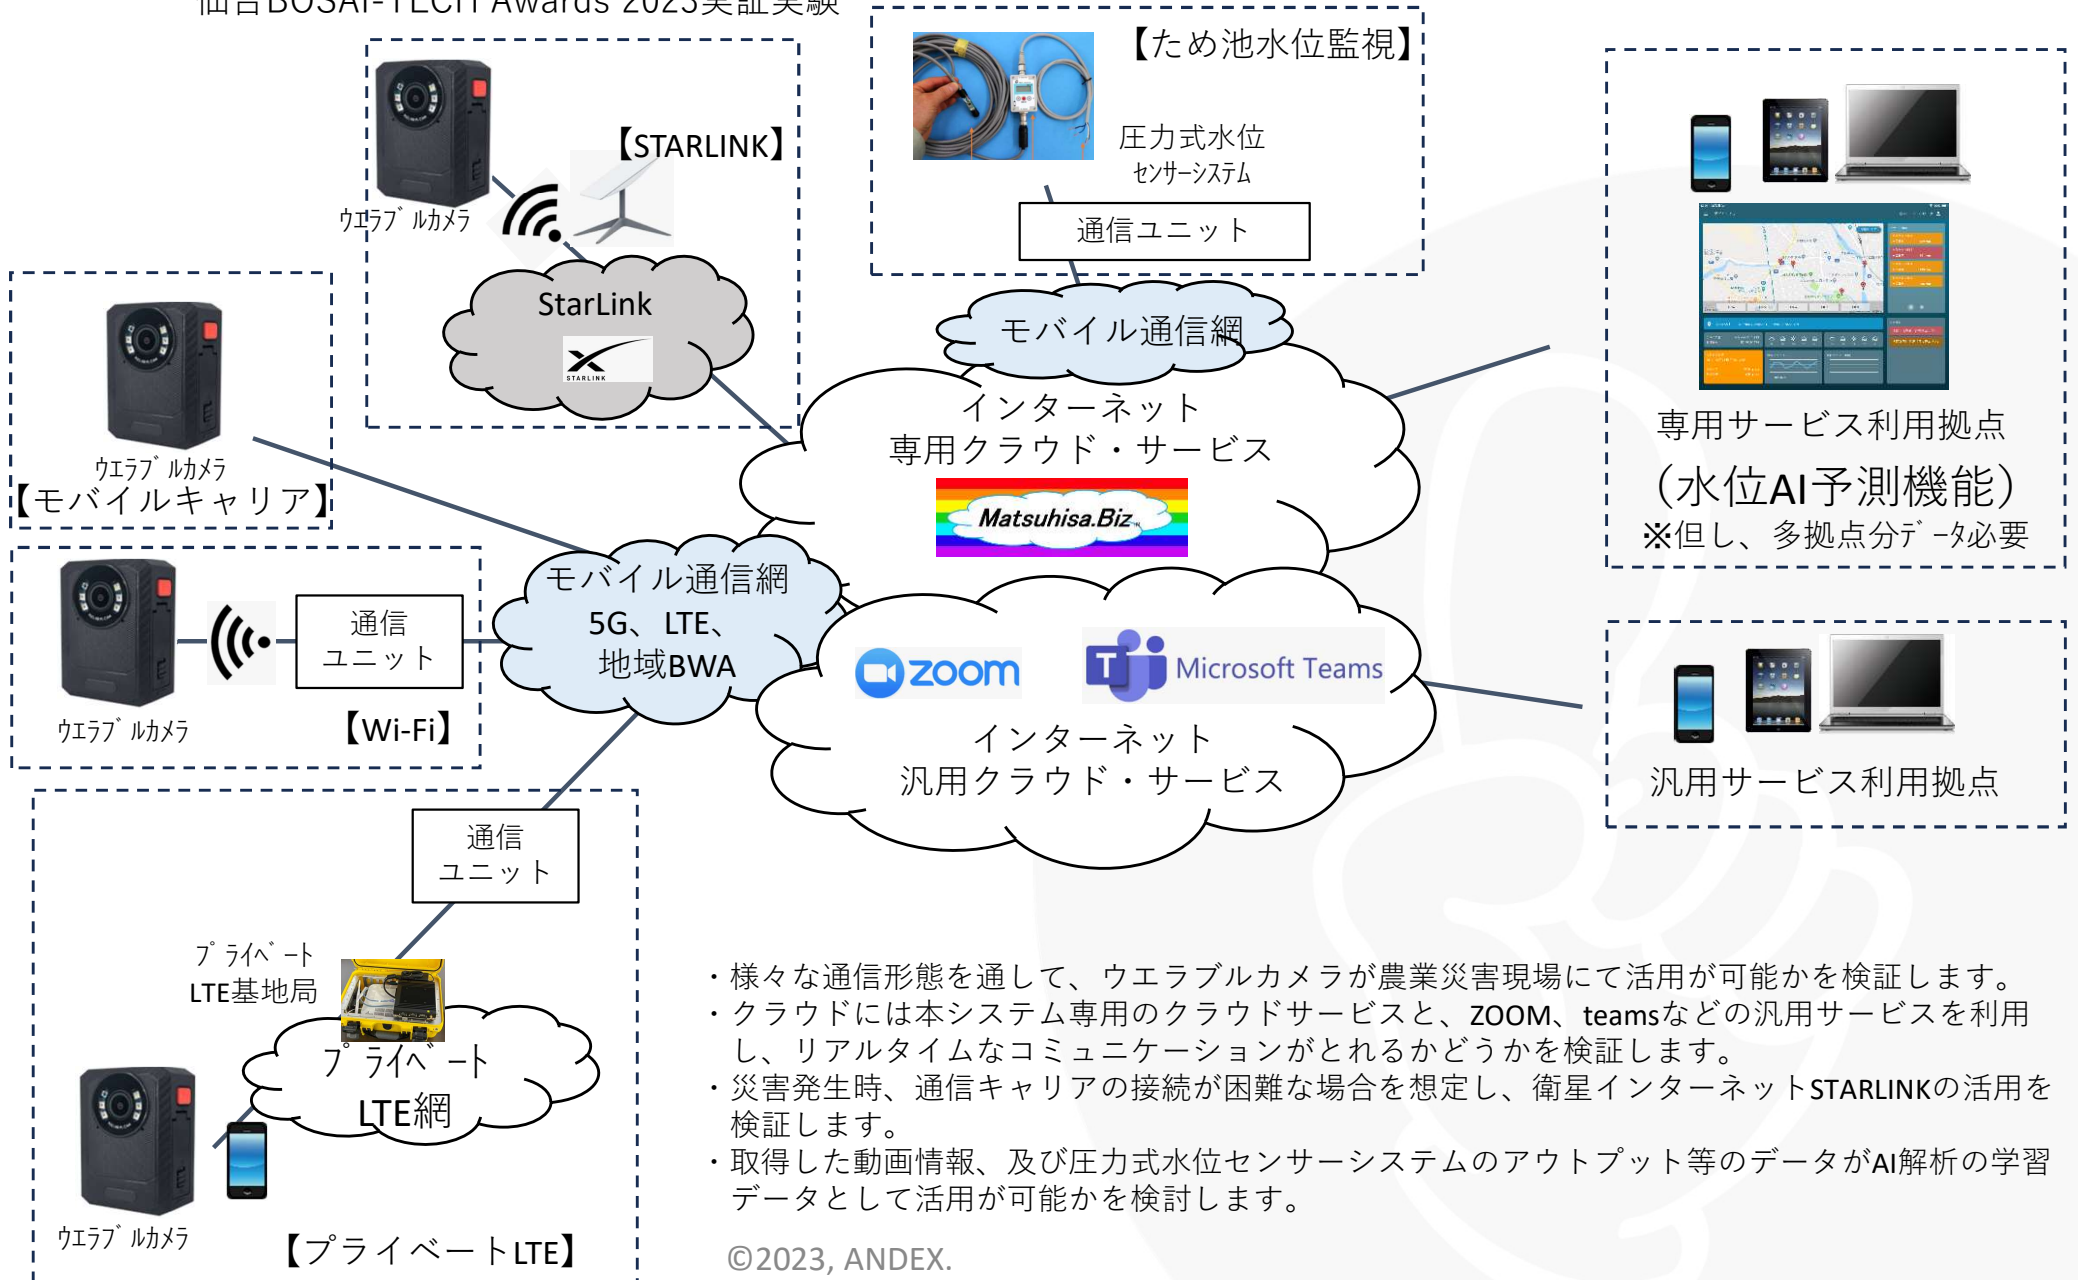 仙台BOSAI-TECH Awards 2023実証実験
【STARLINK】
ｳｴﾗﾌﾞﾙｶﾒﾗ
StarLink
STARLINK
【ため池水位監視】
圧力式水位
ｾﾝｻｰｼｽﾃﾑ
通信ユニット
モバイル通信網
ｳｴﾗﾌﾞﾙｶﾒﾗ
【モバイルキャリア】
インターネット
専用クラウド・サービス
Matsuhisa.Biz
専用サービス利用拠点
（水位AI予測機能）
※但し、多拠点分ﾃﾞｰﾀ必要
通信
ユニット
ｳｴﾗﾌﾞﾙｶﾒﾗ
【Wi-Fi】
モバイル通信網
5G、LTE、
地域BWA
zoom
Microsoft Teams
インターネット
汎用クラウド・サービス
汎用サービス利用拠点
通信
ユニット
ﾌﾟﾗｲﾍﾞｰﾄ
LTE基地局
ﾌﾟﾗｲﾍﾞｰﾄ
LTE網
ｳｴﾗﾌﾞﾙｶﾒﾗ
【プライベートLTE】
・様々な通信形態を通して、ウエラブルカメラが農業災害現場にて活用が可能かを検証します。
・クラウドには本システム専用のクラウドサービスと、ZOOM、teamsなどの汎用サービスを利用
し、リアルタイムなコミュニケーションがとれるかどうかを検証します。
・災害発生時、通信キャリアの接続が困難な場合を想定し、衛星インターネットSTARLINKの活用を
検証します。
・取得した動画情報、及び圧力式水位センサーシステムのアウトプット等のデータがAI解析の学習
データとして活用が可能かを検討します。
©2023, ANDEX.